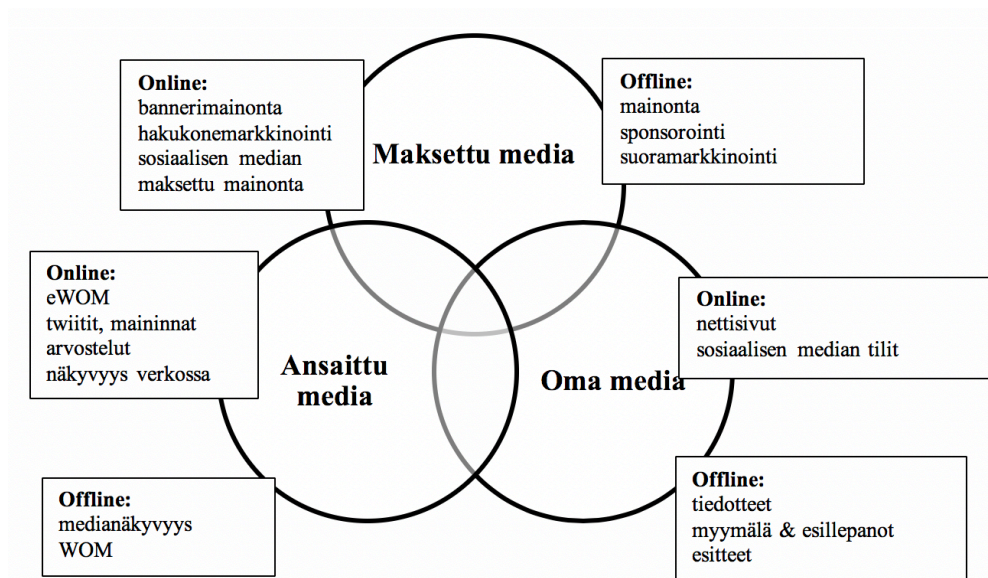 Online:
bannerimainonta
hakukonemarkkinointi
sosiaalisen median
maksettu mainonta
Maksettu media
Offline:
mainonta
sponsorointi
suoramarkkinointi
Online:
eWOM
twiitit, maininnat
arvostelut
näkyvyys verkossa
Ansaittu
media
Oma media
Online:
nettisivut
sosiaalisen median tilit
Offline:
medianäkyvyys
WOM
Offline:
tiedotteet
myymälä & esillepanot
esitteet